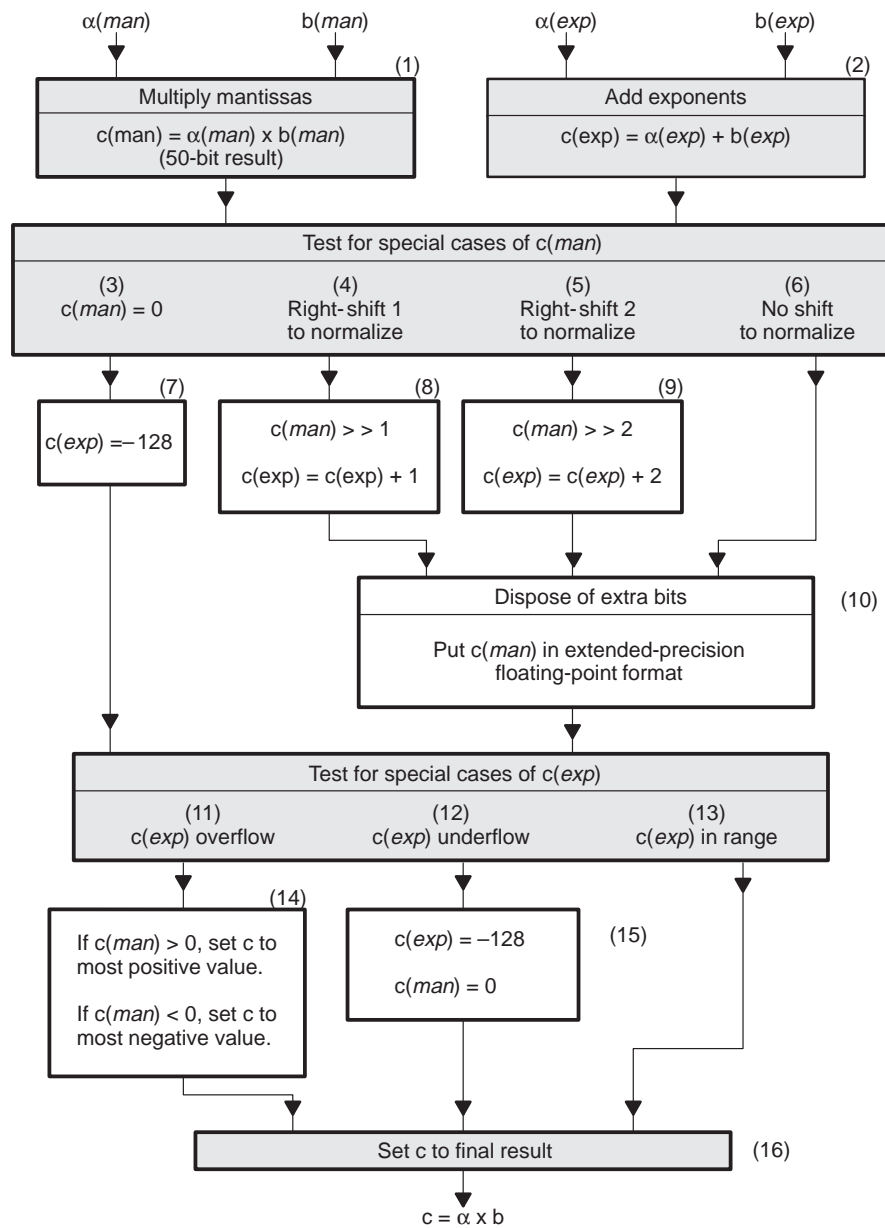 α(man) b(man) α(exp) b(exp)
(1) (2)
Multiply mantissas
c(man) = α(man) x b(man)
(50-bit result)
Add exponents
c(exp) = α(exp) + b(exp)
Test for special cases of c(man)
(3)
c(man) = 0
(4)
Right-shift 1
to normalize
(5)
Right-shift 2
to normalize
(6)
No shift
to normalize
(7)
c(exp) =–128
(8)
c(man) > > 1
c(exp) = c(exp) + 1
(9)
c(man) >> 2
c(exp) = c(exp) + 2
Dispose of extra bits
(10)
Put c(man) in extended-precision
floating-point format
Test for special cases of c(exp)
(11)
c(exp) overflow
(12)
c(exp) underflow
(13)
c(exp) in range
(14)
If c(man) > 0, set c to
most positive value.
If c(man) < 0, set c to
most negative value.
c(exp) = –128
c(man) = 0
(15)
Set c to final result
(16)
c = α x b